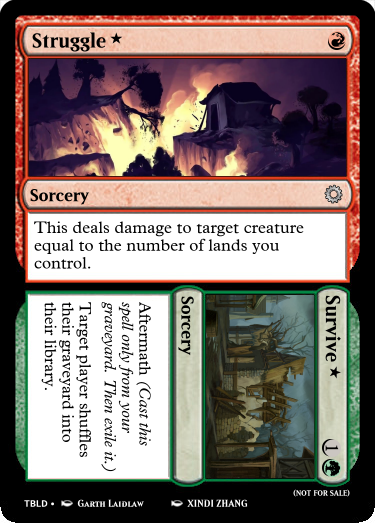 Struggle ★
Sorcery
This deals damage to target creature
equal to the number of lands you
control.
Survive ★ 1
Sorcery
Aftermath (Cast this
spell only from your
graveyard. Then exile it.)
Target player shuffles
their graveyard into
their library.
(NOT FOR SALE)
TBLD • Garth Laidlaw XINDI ZHANG